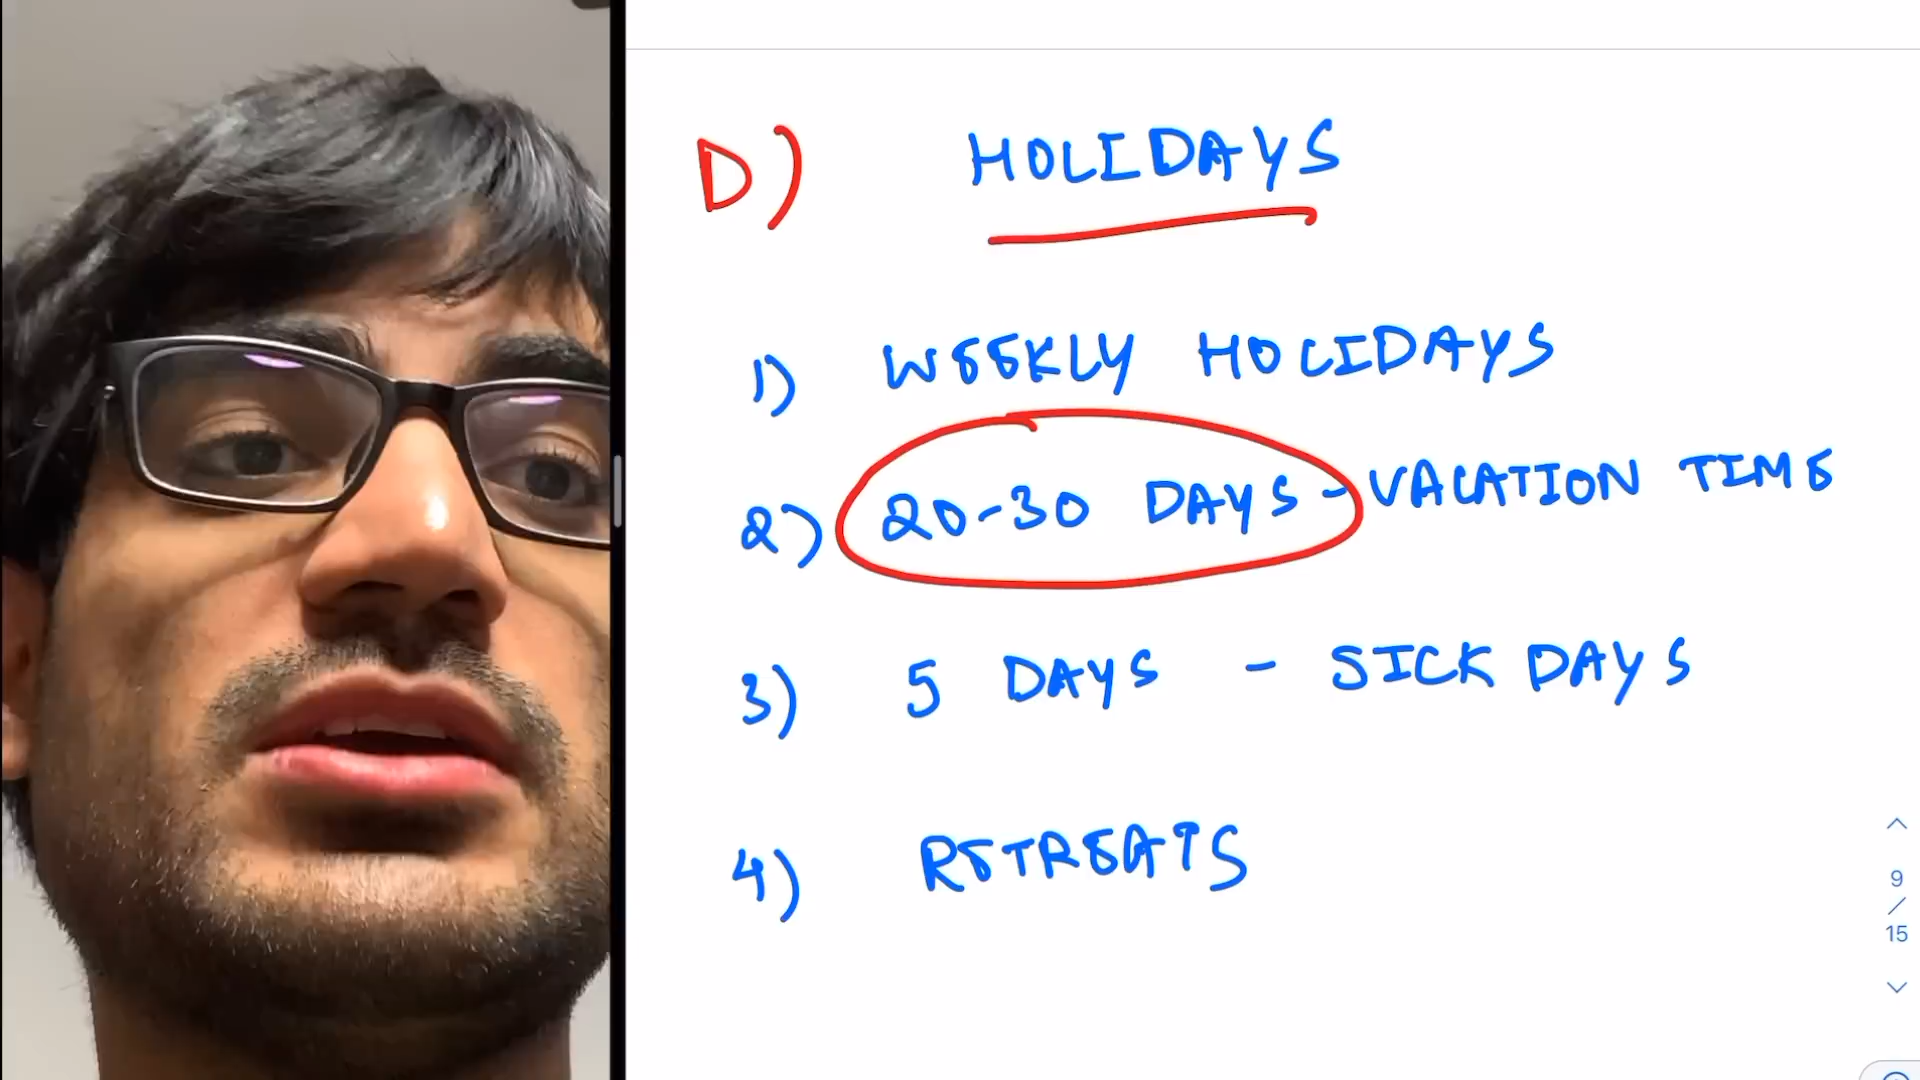 D) HOLIDAYS
1) WEEKLY HOLIDAYS
2) 20-30 DAYS - VACATION TIME
3) 5 DAYS - SICK DAYS
4) RETREATS
9
/
15